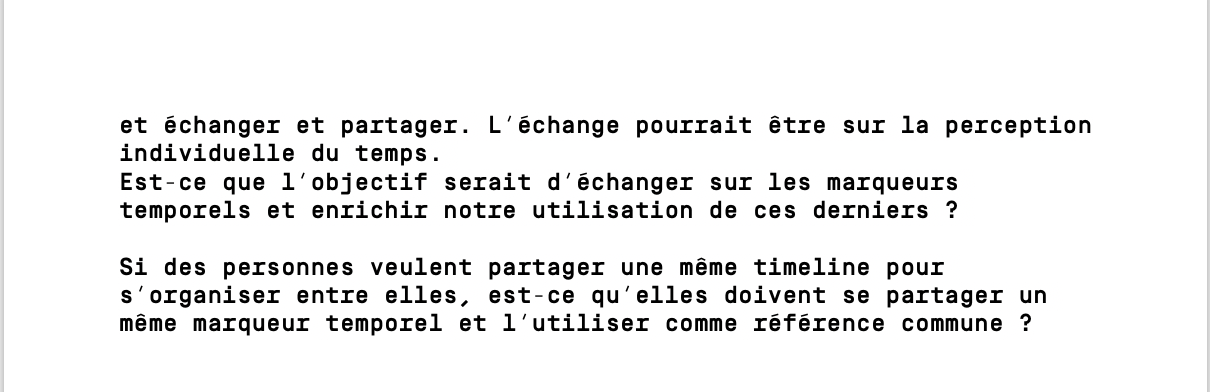 et échanger et partager. L'échange pourrait être sur la perception
individuelle du temps.
Est-ce que l'objectif serait d'échanger sur les marqueurs
temporels et enrichir notre utilisation de ces derniers ?
Si des personnes veulent partager une même timeline pour
s'organiser entre elles, est-ce qu'elles doivent se partager un
même marqueur temporel et l'utiliser comme référence commune ?